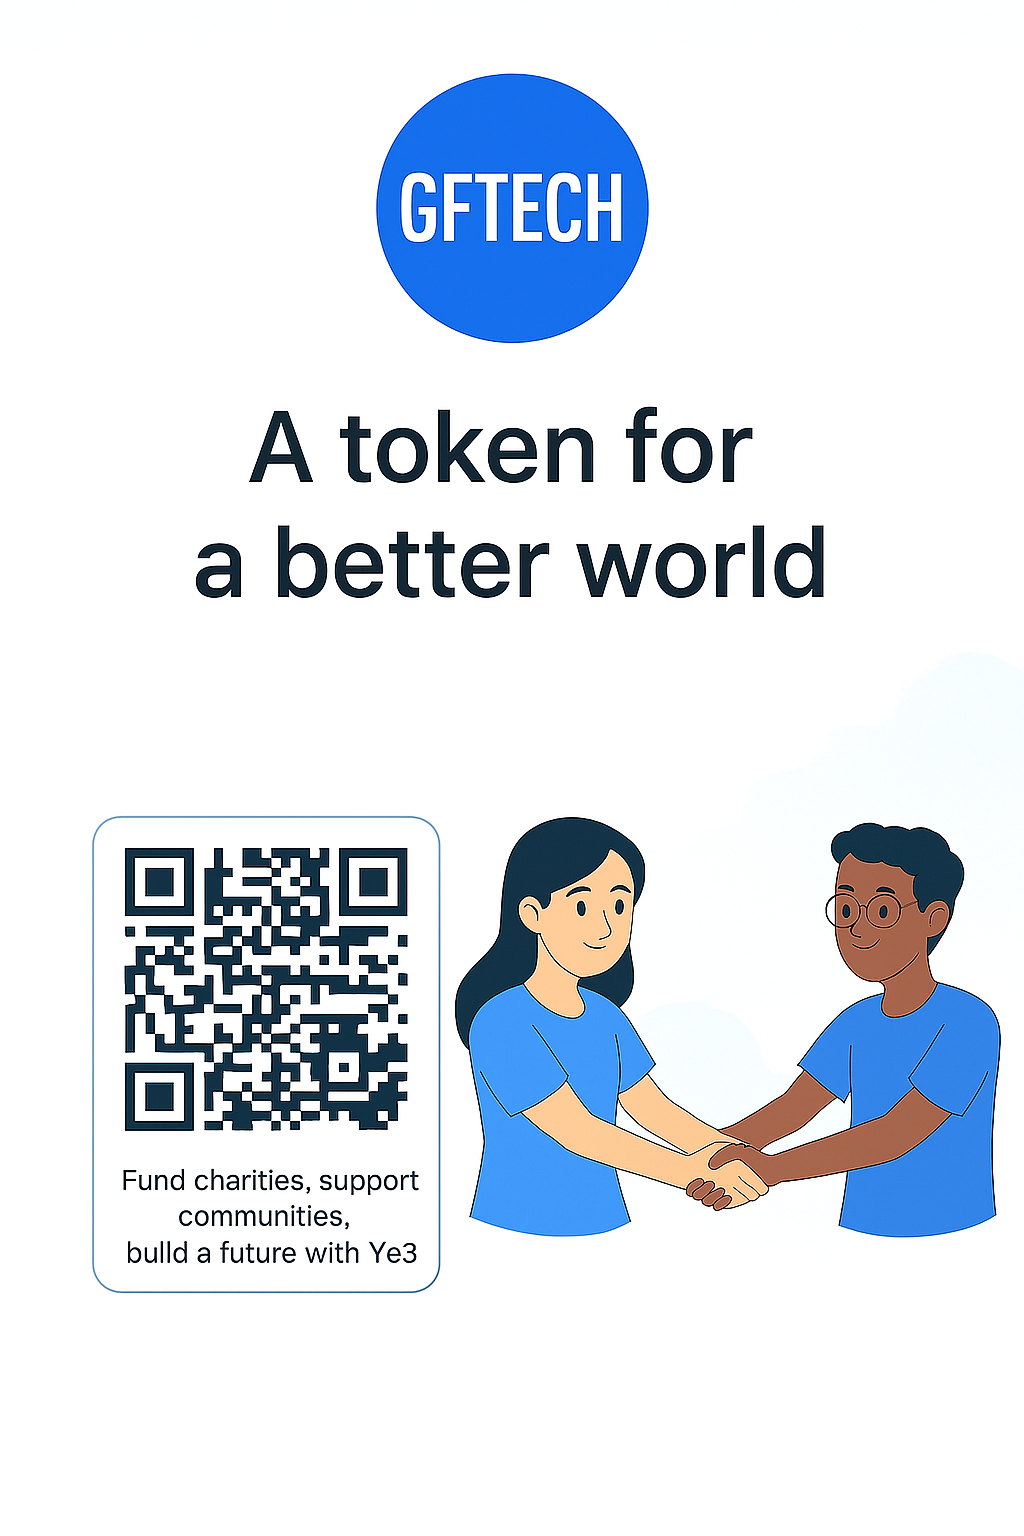 GFTECH
A token for
a better world
Fund charities, support
communities,
bulld a future with Ye3